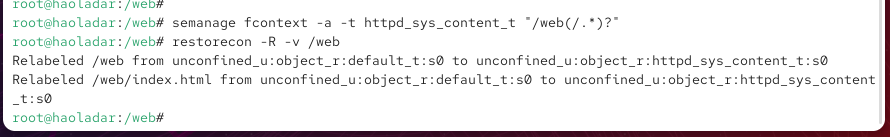 root@haoladar:/web#
root@haoladar:/web# semanage fcontext -a -t httpd_sys_content_t "/web(/.*)?"
root@haoladar:/web# restorecon -R -v /web
Relabeled /web from unconfined_u:object_r:default_t:s0 to unconfined_u:object_r:httpd_sys_content_t:s0
Relabeled /web/index.html from unconfined_u:object_r:default_t:s0 to unconfined_u:object_r:httpd_sys_content
_t:s0
root@haoladar:/web#